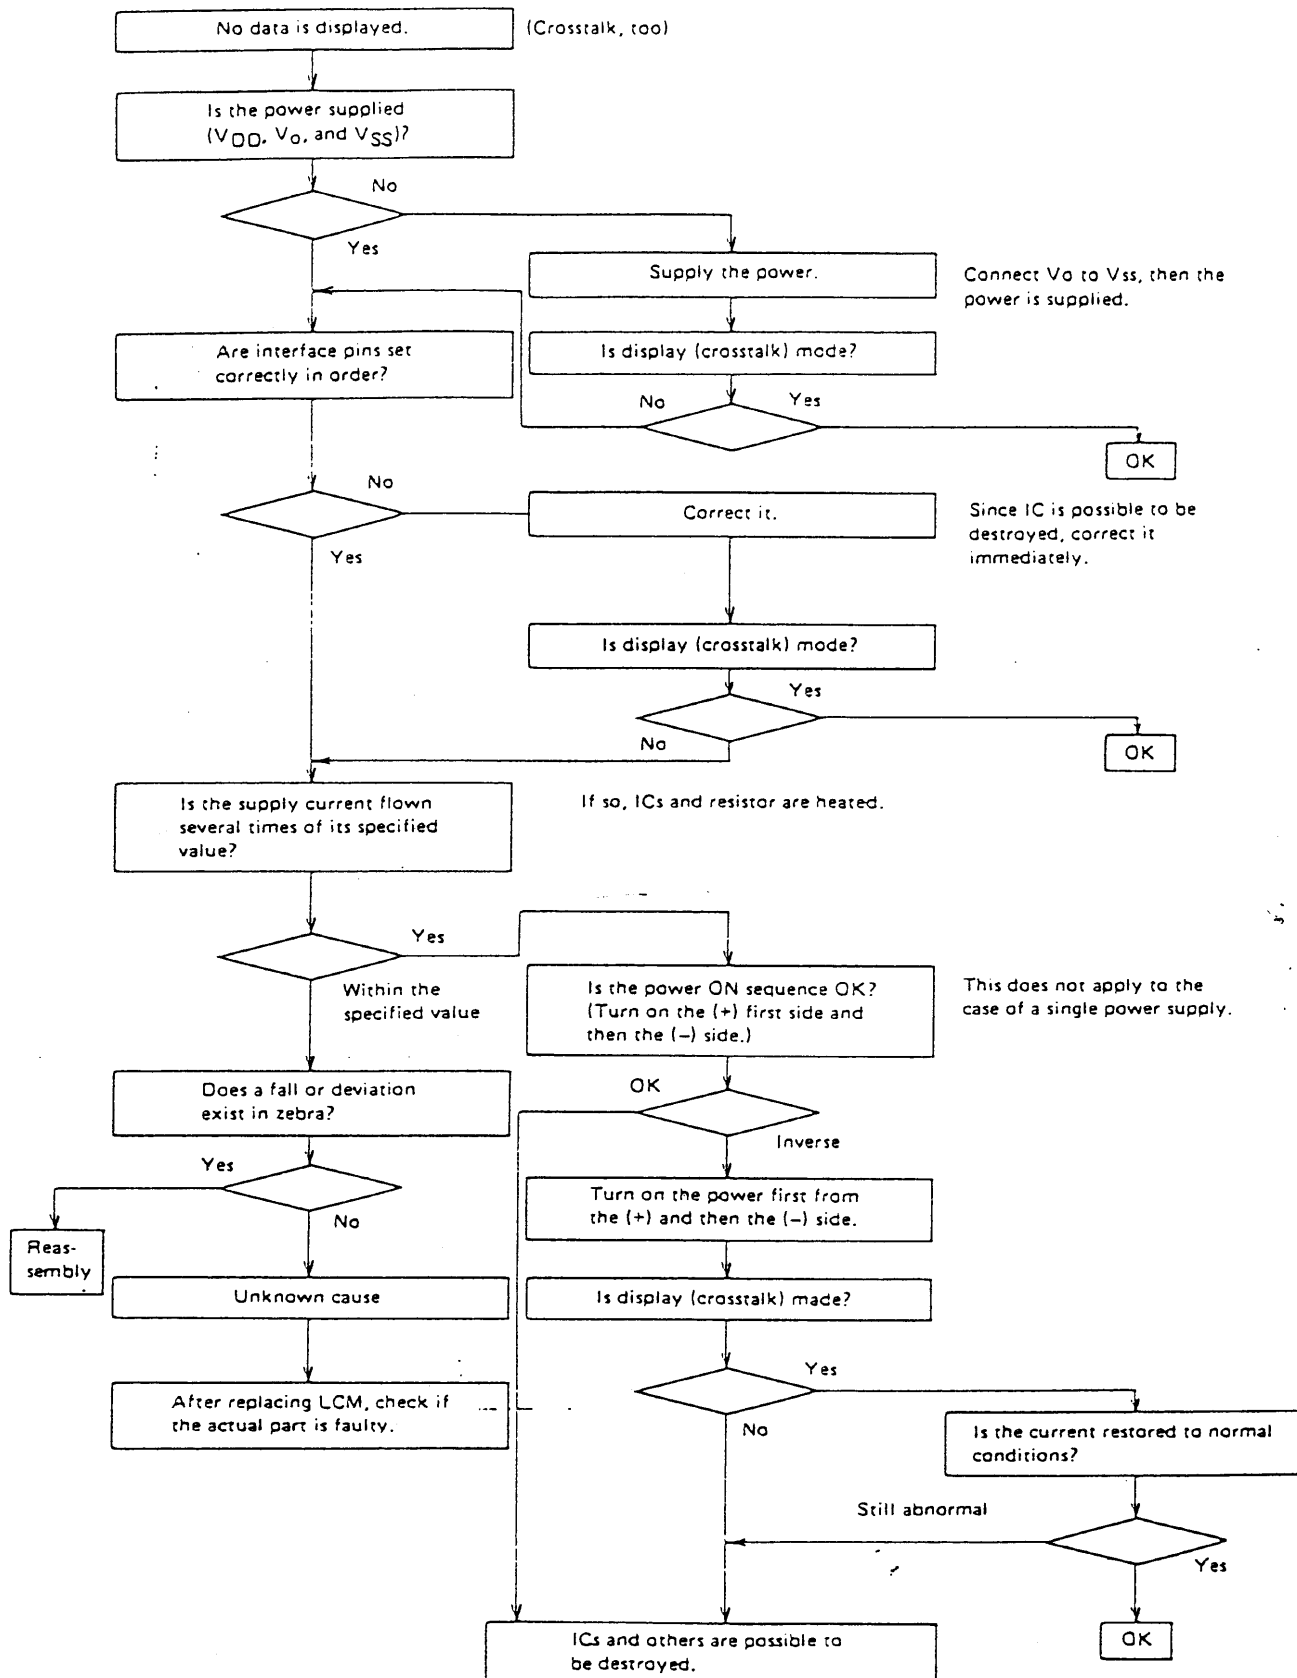 No data is displayed.
(Crosstalk, too)
Is the power supplied
(VDD, Vo, and VSS)?
No
Yes
Supply the power.
Connect Vo to Vss, then the
power is supplied.
Are interface pins set
correctly in order?
Is display (crosstalk) mode?
No
Yes
OK
No
Yes
Correct it.
Since IC is possible to be
destroyed, correct it
immediately.
Is display (crosstalk) mode?
Yes
No
OK
Is the supply current flown
several times of its specified
value?
If so, ICs and resistor are heated.
Yes
Within the
specified value
Is the power ON sequence OK?
(Turn on the (+) first side and
then the (–) side.)
This does not apply to the
case of a single power supply.
Does a fall or deviation
exist in zebra?
OK
Inverse
Yes
No
Turn on the power first from
the (+) and then the (–) side.
Reas-
sembly
Unknown cause
Is display (crosstalk) made?
After replacing LCM, check if
the actual part is faulty.
Yes
No
Is the current restored to normal
conditions?
Still abnormal
Yes
ICs and others are possible to
be destroyed.
OK